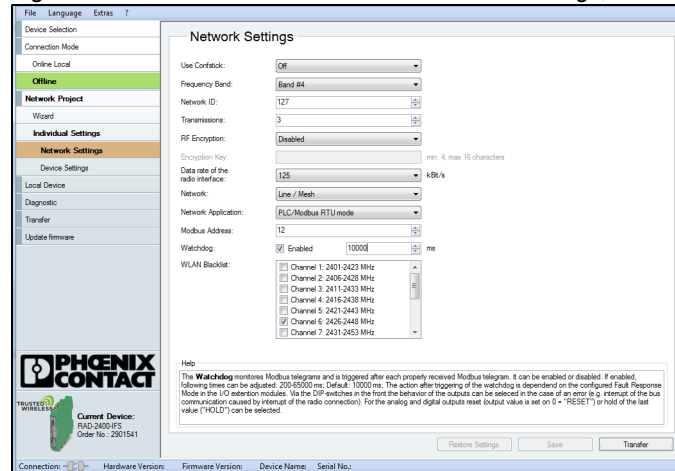 File Language Extras ?
Device Selection
Connection Mode
Online Local
Offline
Network Project
Wizard
Individual Settings
Network Settings
Device Settings
Local Device
Diagnostic
Transfer
Update firmware
PHŒNIX
CONTACT
TRUSTED
WIRELESS
Current Device:
RAD-2400-IFS
Order No.: 2901541
Network Settings
Use Confstick: Off
Frequency Band: Band #4
Network ID: 127
Transmissions: 3
RF Encryption: Disabled
Encryption Key: min. 4, max 16 characters
Data rate of the
radio interface: 125 kBit/s
Network: Line / Mesh
Network Application: PLC/Modbus RTU mode
Modbus Address: 12
Watchdog: Enabled 10000 ms
WLAN Blacklist:
Channel 1: 2401-2423 MHz
Channel 2: 2406-2428 MHz
Channel 3: 2411-2433 MHz
Channel 4: 2416-2438 MHz
Channel 5: 2421-2443 MHz
Channel 6: 2426-2448 MHz
Channel 7: 2431-2453 MHz
Help
The Watchdog monitores Modbus telegrams and is triggered after each properly received Modbus telegram. It can be enabled or disabled. If enabled,
following times can be adjusted: 200-65000 ms; Default: 10000 ms; The action after triggering of the watchdog is dependend on the configured Fault Response
Mode in the I/O extention modules. Via the DIP-switches in the front the behavior of the outputs can be seleced in the case of an error (e.g. interrupt of the bus
communication caused by interrupt of the radio connection). For the analog and digital outputs reset (output value is set on 0 = "RESET") or hold of the last
value ("HOLD") can be selected.
Restore Settings Save Transfer
Connection: Hardware Version: Firmware Version: Device Name: Serial No.: